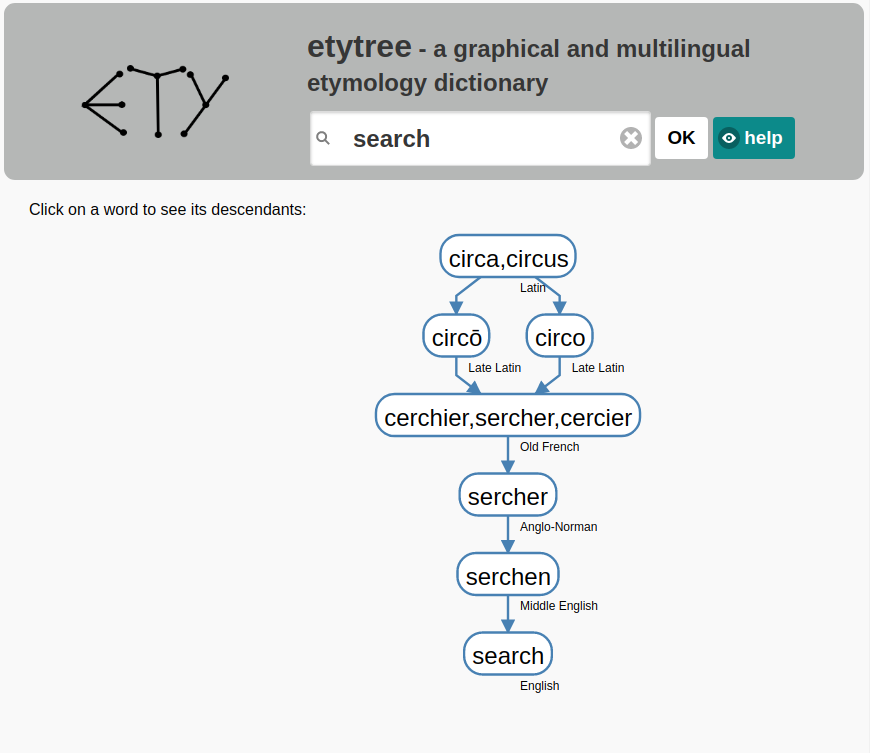 etytree - a graphical and multilingual
etymology dictionary
search
OK
help
Click on a word to see its descendants:
circa,circus
Latin
circō
circo
Late Latin
Late Latin
cerchier,sercher,cercier
Old French
sercher
Anglo-Norman
serchen
Middle English
search
English